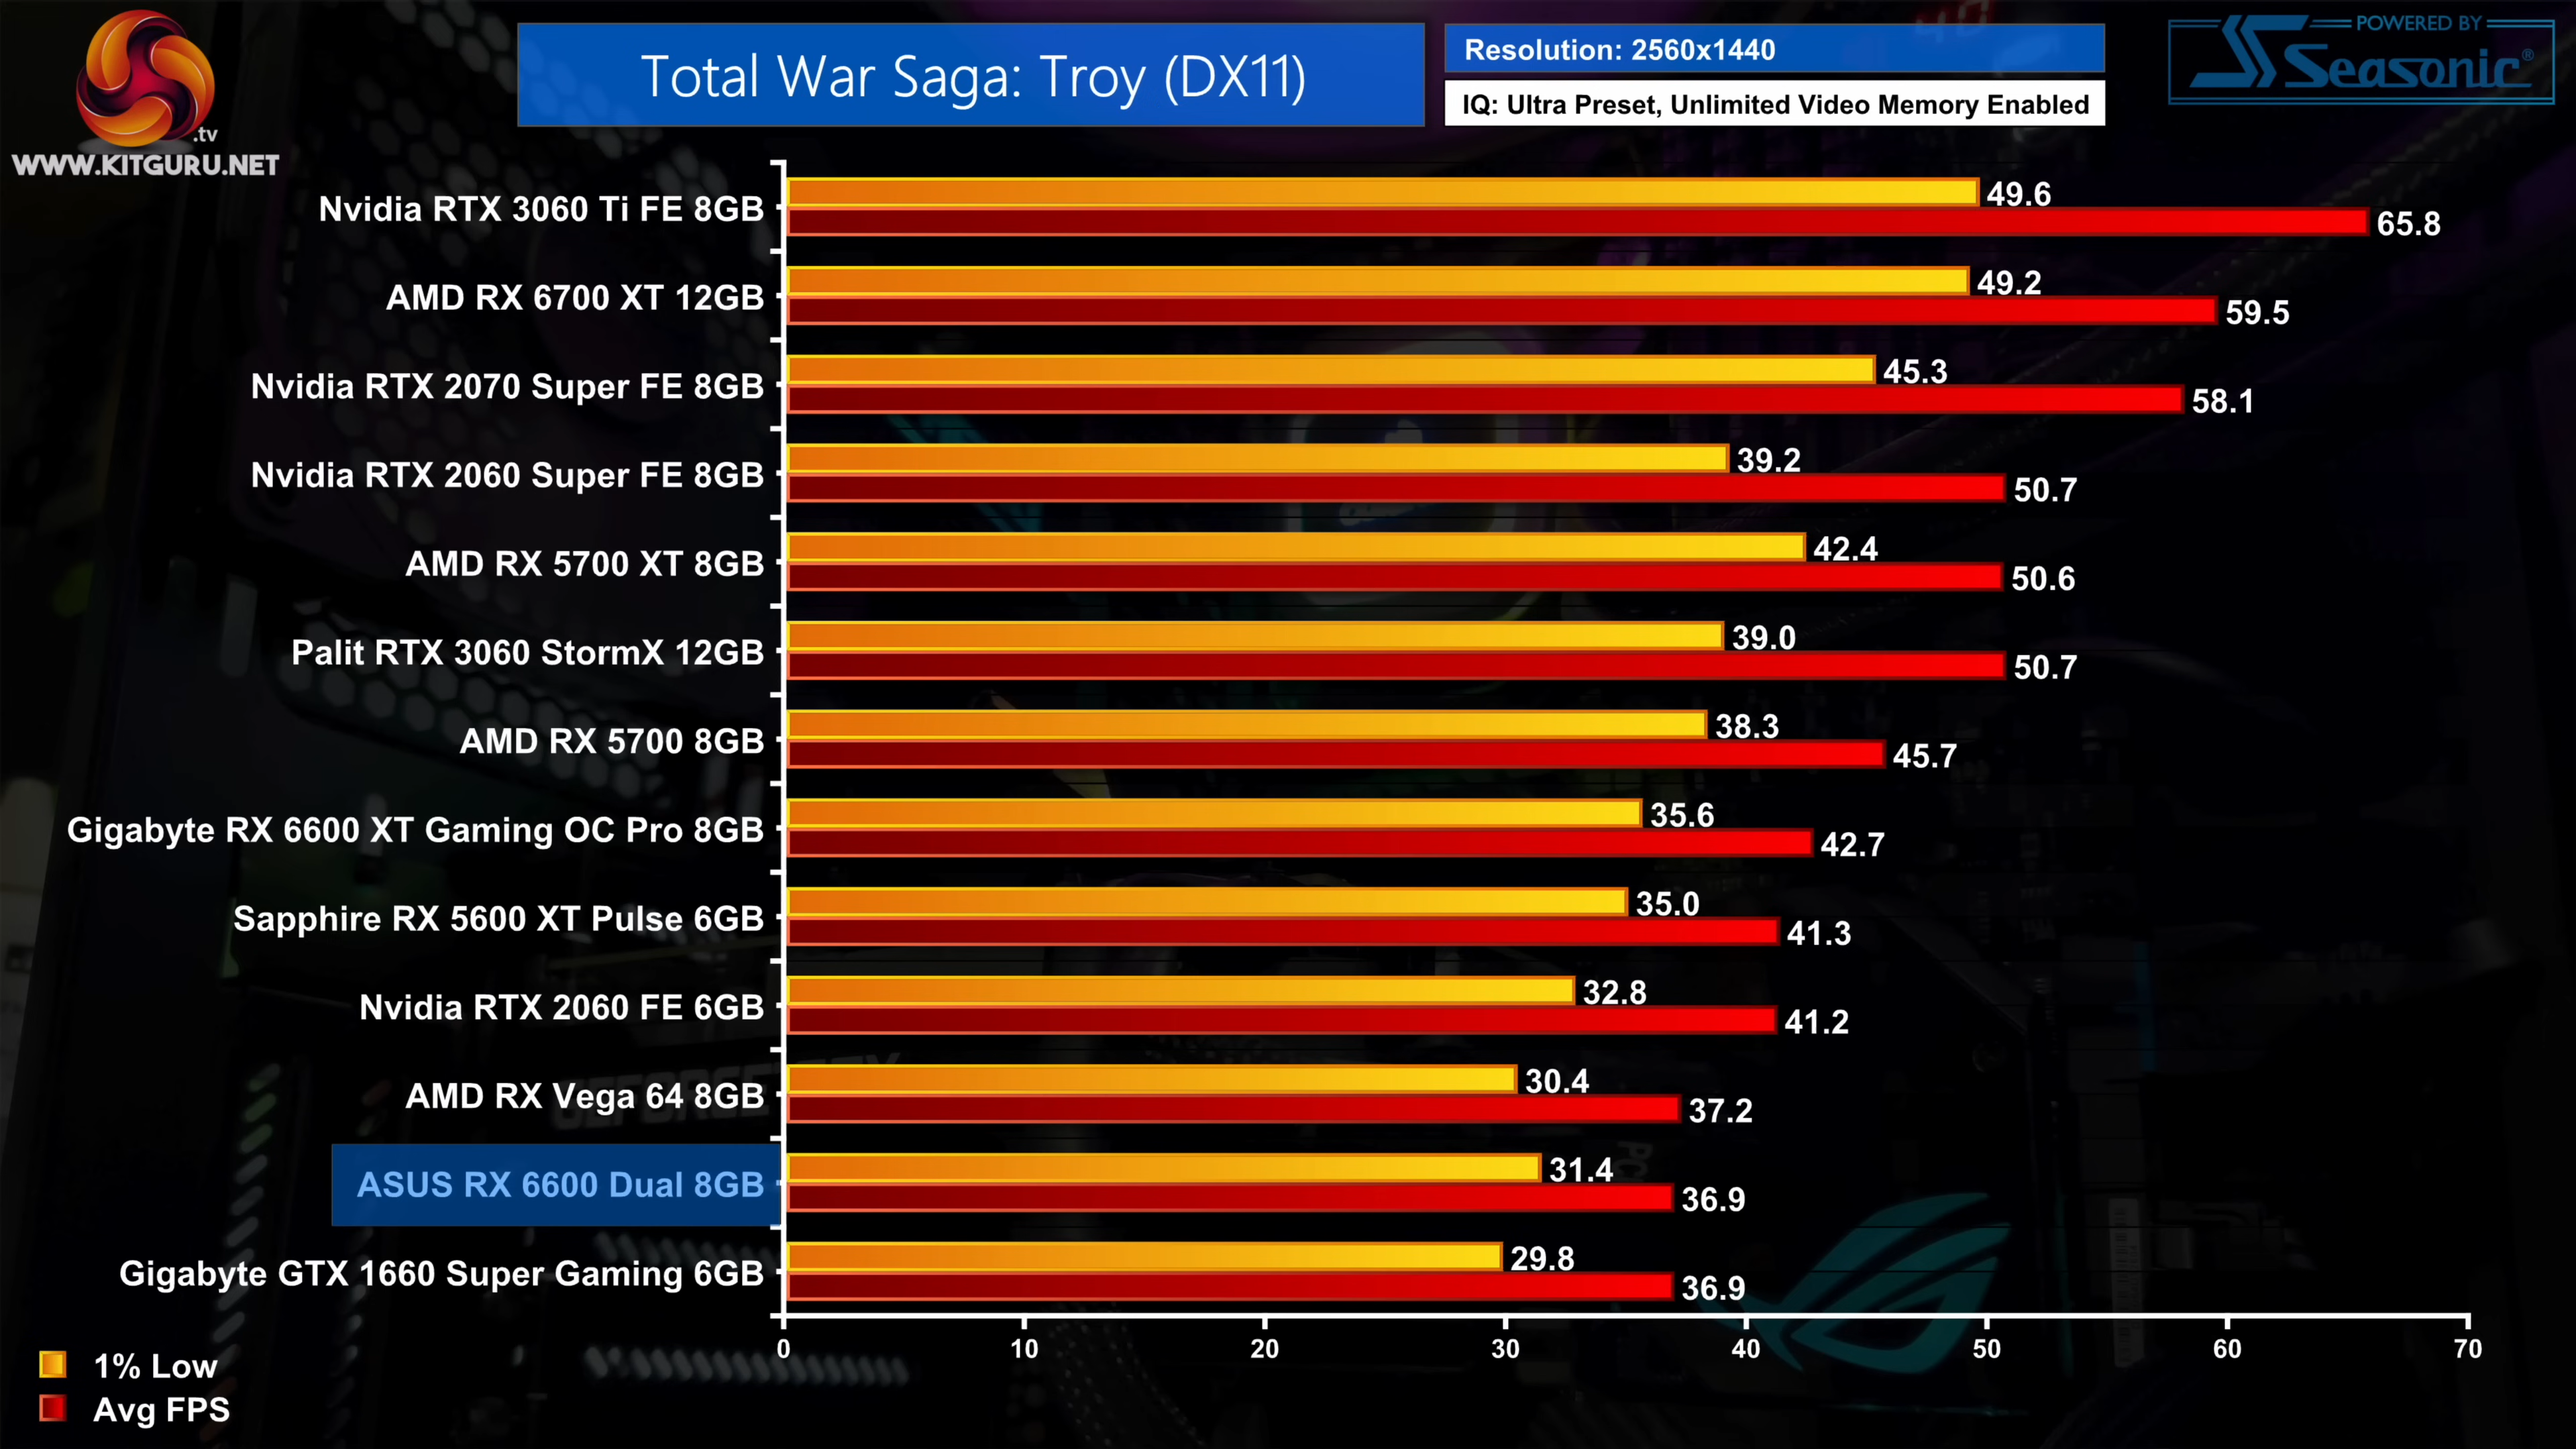 .tv
WWW.KITGURU.NET
Total War Saga: Troy (DX11)
Resolution: 2560x1440
IQ: Ultra Preset, Unlimited Video Memory Enabled
POWERED BY
Seasonic®
Nvidia RTX 3060 Ti FE 8GB
49.6
65.8
AMD RX 6700 XT 12GB
49.2
59.5
Nvidia RTX 2070 Super FE 8GB
45.3
58.1
Nvidia RTX 2060 Super FE 8GB
39.2
50.7
AMD RX 5700 XT 8GB
42.4
50.6
Palit RTX 3060 StormX 12GB
39.0
50.7
AMD RX 5700 8GB
38.3
45.7
Gigabyte RX 6600 XT Gaming OC Pro 8GB
35.6
42.7
Sapphire RX 5600 XT Pulse 6GB
35.0
41.3
Nvidia RTX 2060 FE 6GB
32.8
41.2
AMD RX Vega 64 8GB
30.4
37.2
ASUS RX 6600 Dual 8GB
31.4
36.9
Gigabyte GTX 1660 Super Gaming 6GB
29.8
36.9
0 10 20 30 40 50 60 70
1% Low
Avg FPS